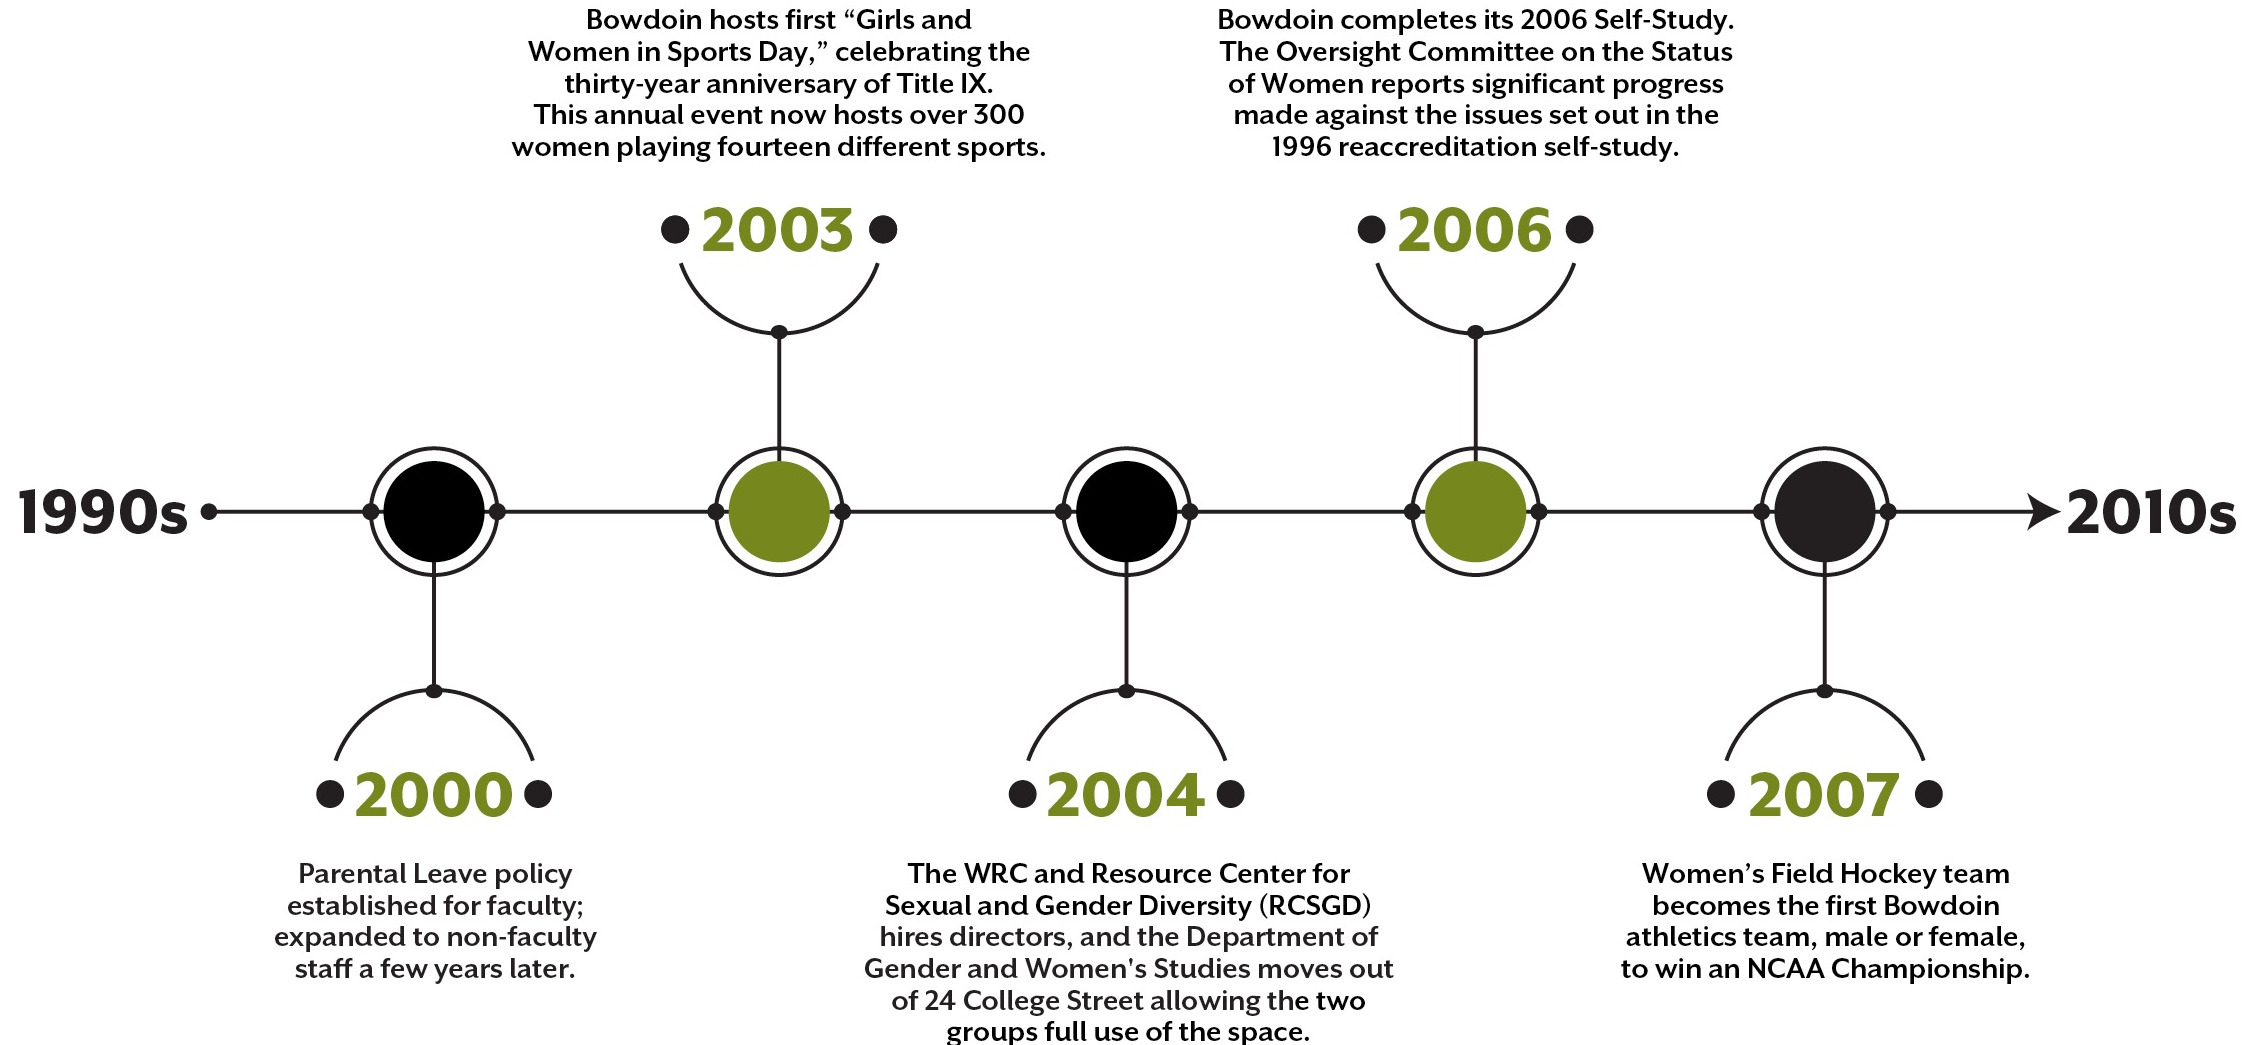 Bowdoin hosts first “Girls and
Women in Sports Day,” celebrating the
thirty-year anniversary of Title IX.
This annual event now hosts over 300
women playing fourteen different sports.
2003
Bowdoin completes its 2006 Self-Study.
The Oversight Committee on the Status
of Women reports significant progress
made against the issues set out in the
1996 reaccreditation self-study.
2006
1990s
2010s
2000
Parental Leave policy
established for faculty;
expanded to non-faculty
staff a few years later.
2004
The WRC and Resource Center for
Sexual and Gender Diversity (RCSGD)
hires directors, and the Department of
Gender and Women's Studies moves out
of 24 College Street allowing the two
groups full use of the space.
2007
Women’s Field Hockey team
becomes the first Bowdoin
athletics team, male or female,
to win an NCAA Championship.